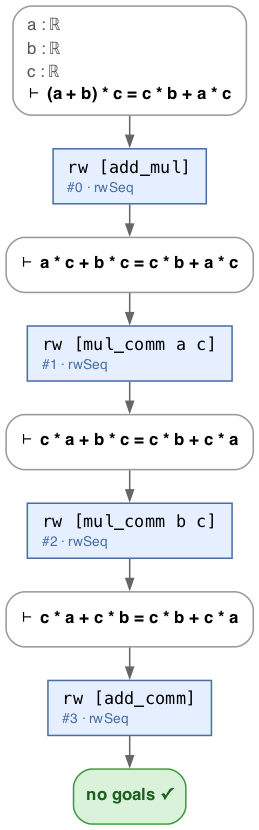 a : ℝ
b : ℝ
c : ℝ
⊢ (a + b) * c = c * b + a * c
rw [add_mul]
#0 · rwSeq
⊢ a * c + b * c = c * b + a * c
rw [mul_comm a c]
#1 · rwSeq
⊢ c * a + b * c = c * b + c * a
rw [mul_comm b c]
#2 · rwSeq
⊢ c * a + c * b = c * b + c * a
rw [add_comm]
#3 · rwSeq
no goals ✓